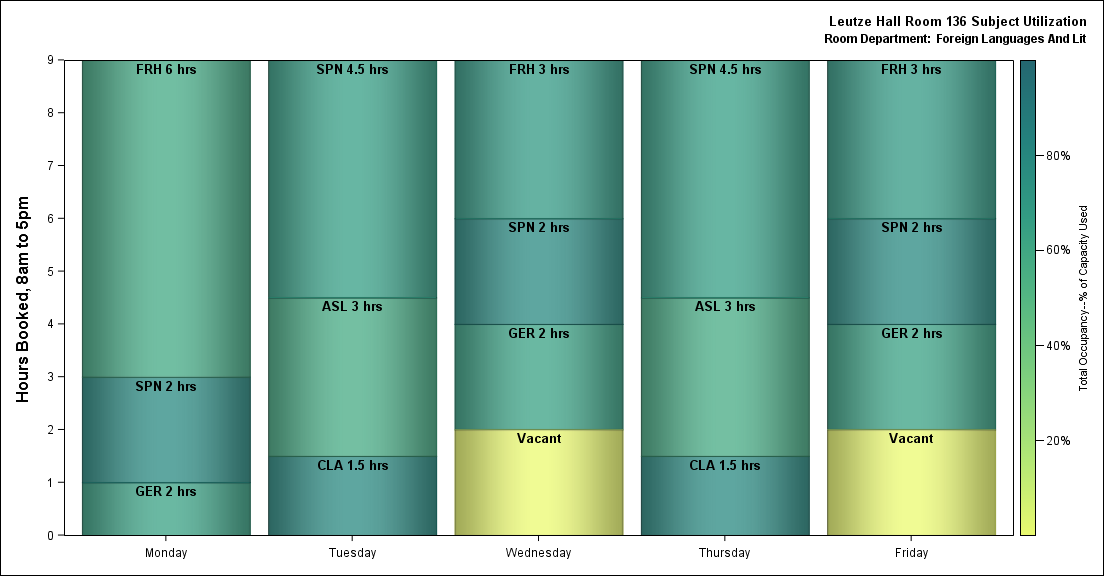 Leutze Hall Room 136 Subject Utilization
Room Department: Foreign Languages And Lit
Hours Booked, 8am to 5pm
9
8
7
6
5
4
3
2
1
0
FRH 6 hrs
SPN 2 hrs
GER 2 hrs
Monday
SPN 4.5 hrs
ASL 3 hrs
CLA 1.5 hrs
Tuesday
FRH 3 hrs
SPN 2 hrs
GER 2 hrs
Vacant
Wednesday
SPN 4.5 hrs
ASL 3 hrs
CLA 1.5 hrs
Thursday
FRH 3 hrs
SPN 2 hrs
GER 2 hrs
Vacant
Friday
80%
60%
40%
20%
Total Occupancy--% of Capacity Used